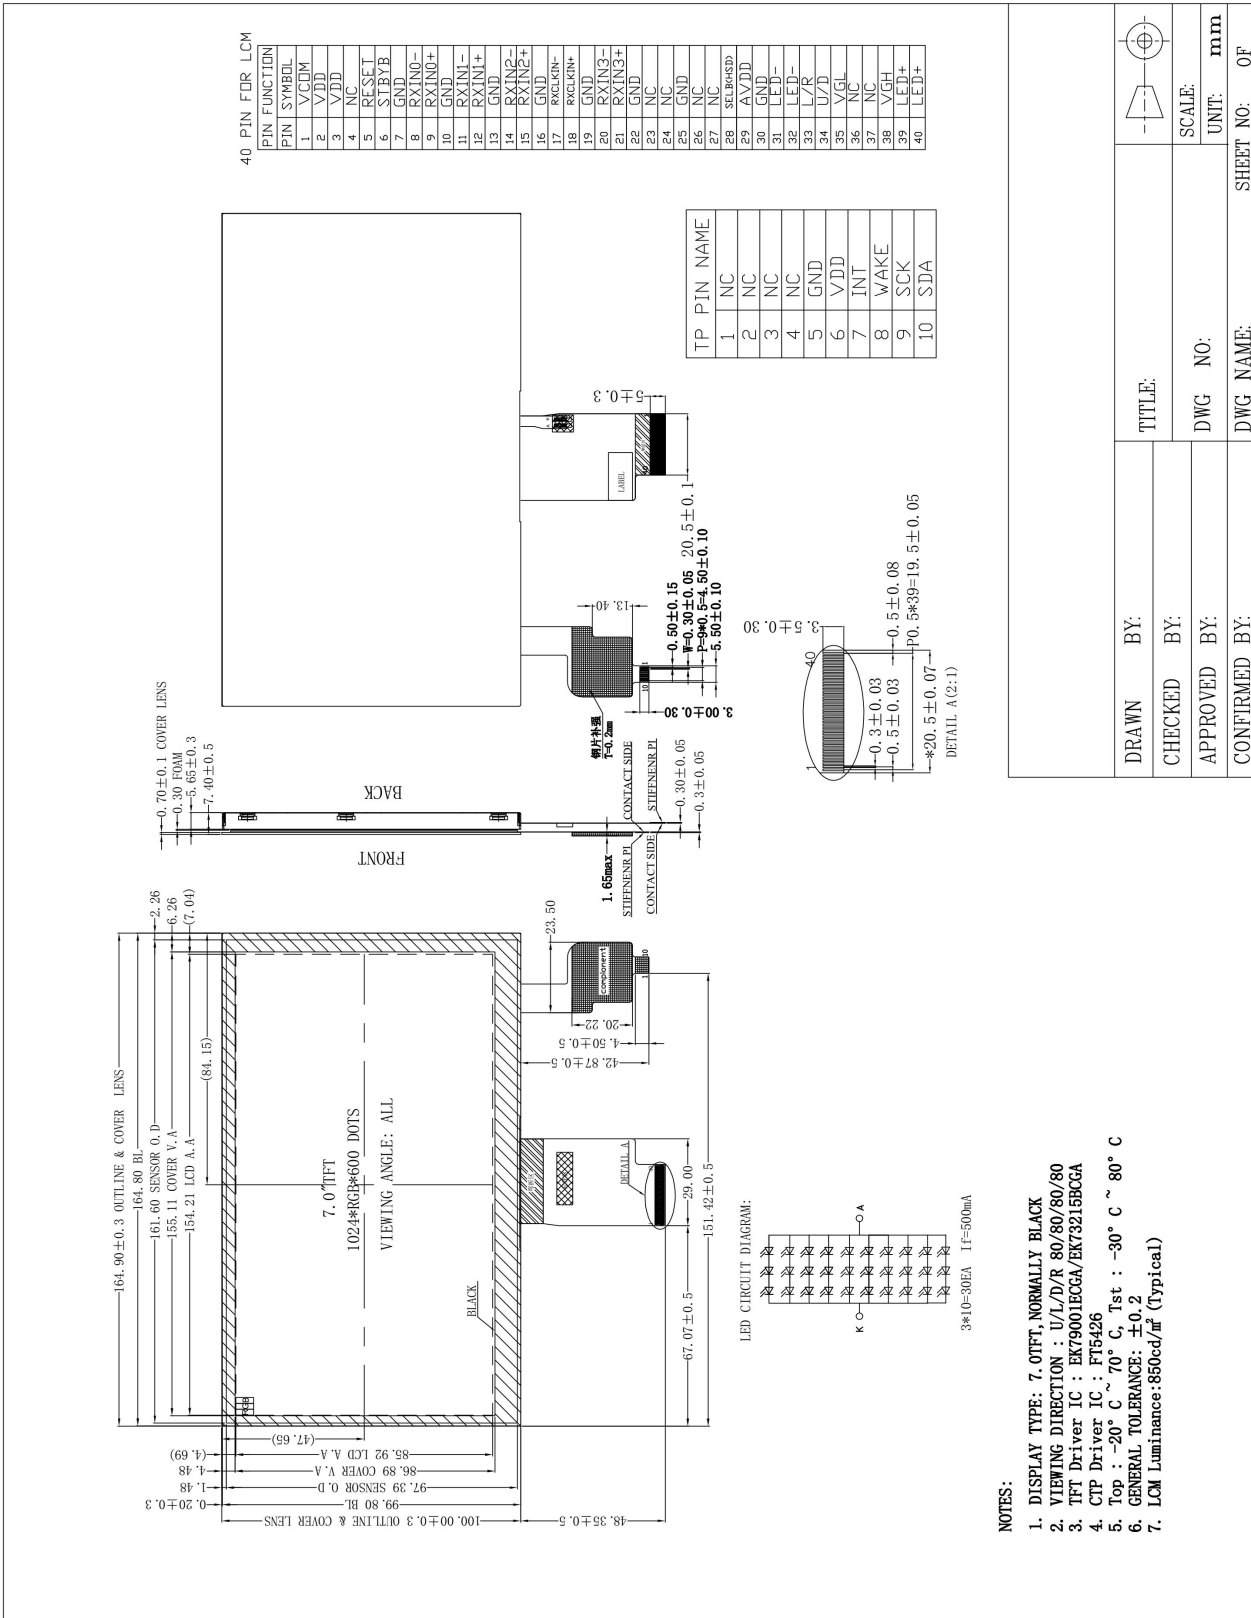 164.90±0.3 OUTLINE & COVER LENS
164.80 BL
161.60 SENSOR O.D
155.11 COVER V.A
154.21 LCD A.A
(84.15)
2.26
6.26
(7.04)
7.0"TFT
1024*RGB*600 DOTS
VIEWING ANGLE: ALL
BLACK
RGB
(47.65)
(4.69)
85.92 LCD A.A
4.48
86.89 COVER V.A
1.48
97.39 SENSOR O.D
0.20±0.3
99.80 BL
100.00±0.3 OUTLINE & COVER LENS
48.35±0.5
component
1
10
23.50
20.22
4.50±0.5
42.87±0.5
DETAIL A
29.00
67.07±0.5
151.42±0.5
0.70±0.1 COVER LENS
0.30 FOAM
5.65±0.3
7.40±0.5
FRONT
BACK
1.65max
STIFFENER PI
CONTACT SIDE
CONTACT SIDE
STIFFENER PI
0.30±0.05
0.3±0.05
钢片补强
T=0.2mm
13.40
10
1
3.00±0.30
0.50±0.15
W=0.30±0.05
P=9*0.5=4.50±0.10
5.50±0.10
LABEL
5±0.3
20.5±0.1
1
40
3.5±0.30
0.3±0.03
0.5±0.03
0.5±0.08
P0.5*39=19.5±0.05
*20.5±0.07
DETAIL A(2:1)
40 PIN FOR LCM
PIN FUNCTION
PIN SYMBOL
1 VCOM
2 VDD
3 VDD
4 NC
5 RESET
6 STBYB
7 GND
8 RXIN0-
9 RXIN0+
10 GND
11 RXIN1-
12 RXIN1+
13 GND
14 RXIN2-
15 RXIN2+
16 GND
17 RXCLKIN-
18 RXCLKIN+
19 GND
20 RXIN3-
21 RXIN3+
22 GND
23 NC
24 NC
25 GND
26 NC
27 NC
28 SELB(HSD)
29 AVDD
30 GND
31 LED-
32 LED-
33 L/R
34 U/D
35 VGL
36 NC
37 NC
38 VGH
39 LED+
40 LED+
TP PIN NAME
1 NC
2 NC
3 NC
4 NC
5 GND
6 VDD
7 INT
8 WAKE
9 SCK
10 SDA
LED CIRCUIT DIAGRAM:
K
A
3*10=30EA If=500mA
NOTES:
1. DISPLAY TYPE: 7.0TFT,NORMALLY BLACK
2. VIEWING DIRECTION : U/L/D/R 80/80/80/80
3. TFT Driver IC : EK79001ECGA/EK73215BCGA
4. CTP Driver IC : FT5426
5. Top : -20° C ~ 70° C, Tst : -30° C ~ 80° C
6. GENERAL TOLERANCE: ±0.2
7. LCM Luminance:850cd/㎡ (Typical)
DRAWN BY:
CHECKED BY:
APPROVED BY:
CONFIRMED BY:
TITLE:
DWG NO:
DWG NAME:
SCALE:
UNIT: mm
SHEET NO: OF